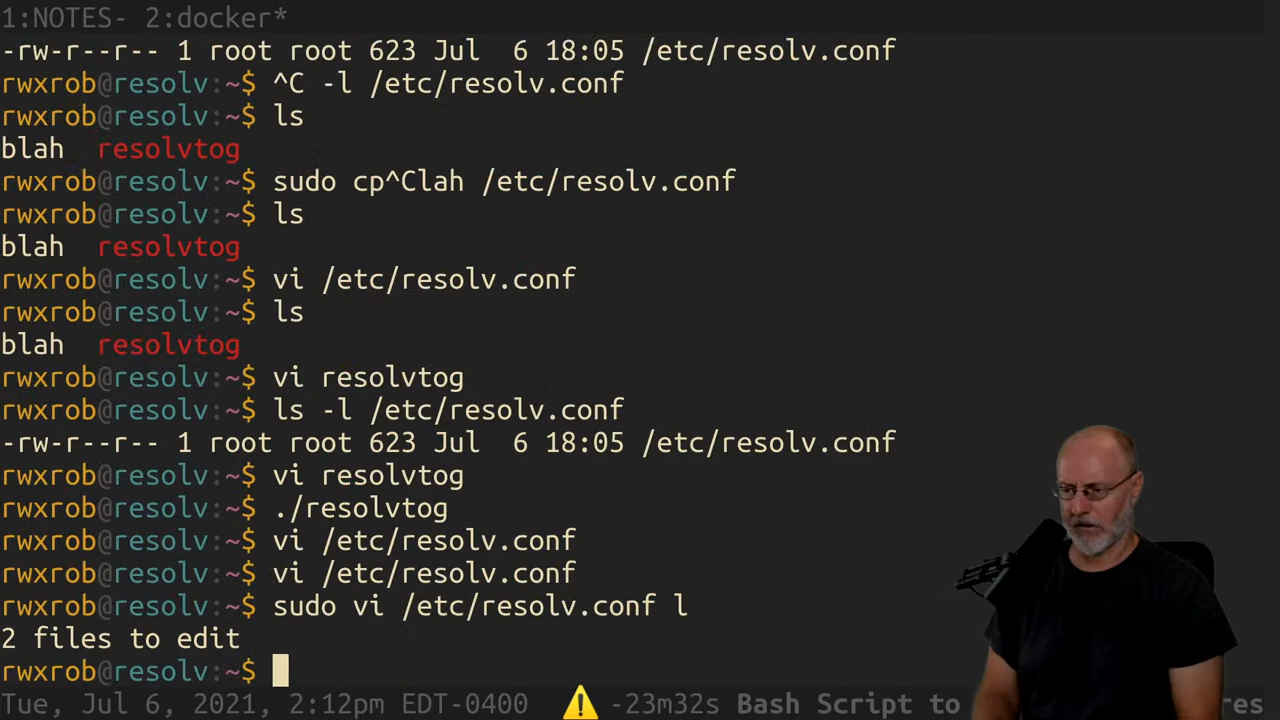 1:NOTES- 2:docker*
-rw-r--r-- 1 root root 623 Jul  6 18:05 /etc/resolv.conf
rwxrob@resolv:~$ ^C -l /etc/resolv.conf
rwxrob@resolv:~$ ls
blah  resolvtog
rwxrob@resolv:~$ sudo cp^Clah /etc/resolv.conf
rwxrob@resolv:~$ ls
blah  resolvtog
rwxrob@resolv:~$ vi /etc/resolv.conf
rwxrob@resolv:~$ ls
blah  resolvtog
rwxrob@resolv:~$ vi resolvtog
rwxrob@resolv:~$ ls -l /etc/resolv.conf
-rw-r--r-- 1 root root 623 Jul  6 18:05 /etc/resolv.conf
rwxrob@resolv:~$ vi resolvtog
rwxrob@resolv:~$ ./resolvtog
rwxrob@resolv:~$ vi /etc/resolv.conf
rwxrob@resolv:~$ vi /etc/resolv.conf
rwxrob@resolv:~$ sudo vi /etc/resolv.conf l
2 files to edit
rwxrob@resolv:~$
Tue, Jul 6, 2021, 2:12pm EDT-0400 ⚠️ -23m32s Bash Script to